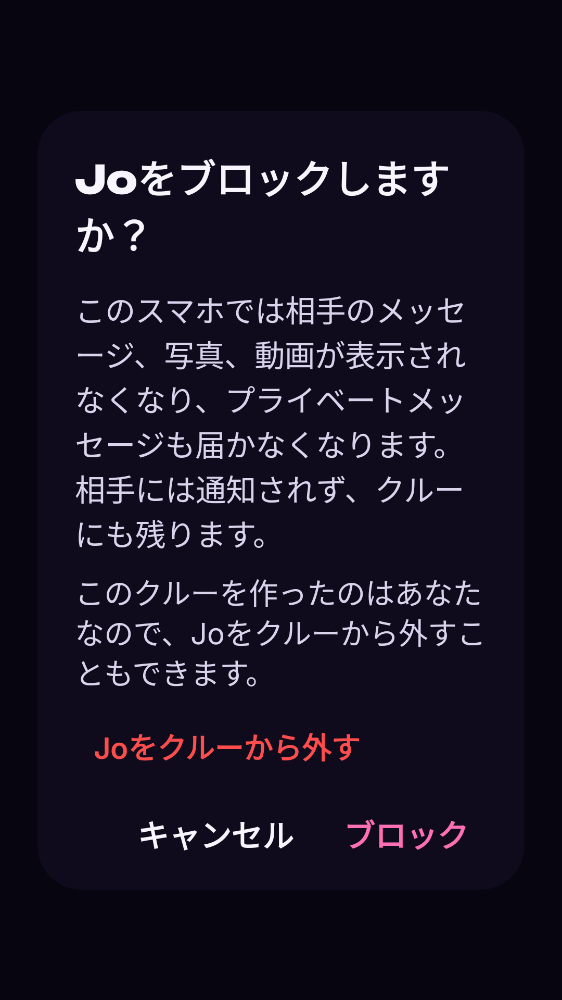 Joをブロックします
か？
このスマホでは相手のメッセ
ージ、写真、動画が表示され
なくなり、プライベートメッ
セージも届かなくなります。
相手には通知されず、クルー
にも残ります。
このクルーを作ったのはあなた
なので、Joをクルーから外すこ
ともできます。
Joをクルーから外す
キャンセル
ブロック